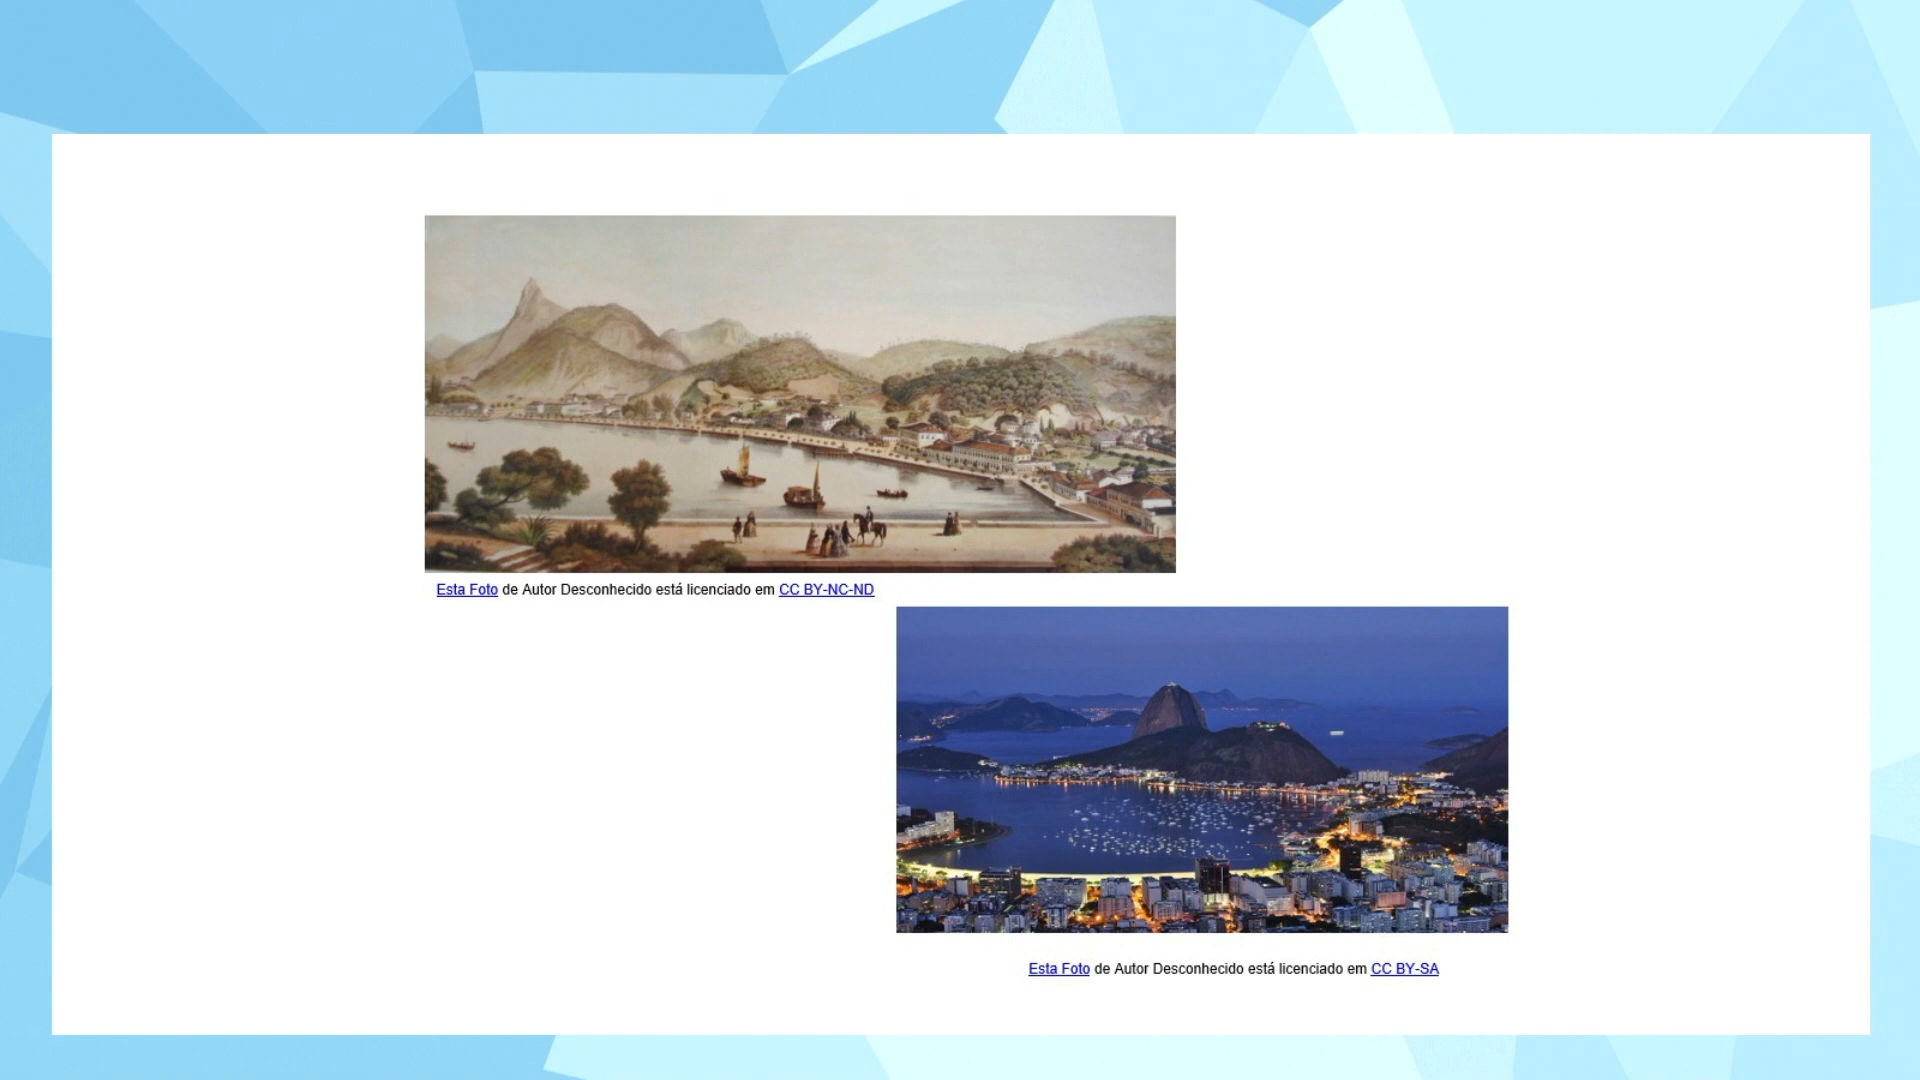 Esta Foto de Autor Desconhecido está licenciado em CC BY-NC-ND
Esta Foto de Autor Desconhecido está licenciado em CC BY-SA